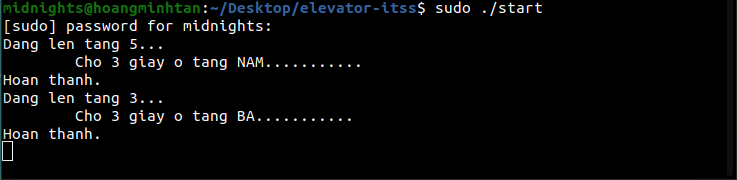 midnights@hoangminhtan:~/Desktop/elevator-itss$ sudo ./start
[sudo] password for midnights:
Dang len tang 5...
        Cho 3 giay o tang NAM...........
Hoan thanh.
Dang len tang 3...
        Cho 3 giay o tang BA...........
Hoan thanh.